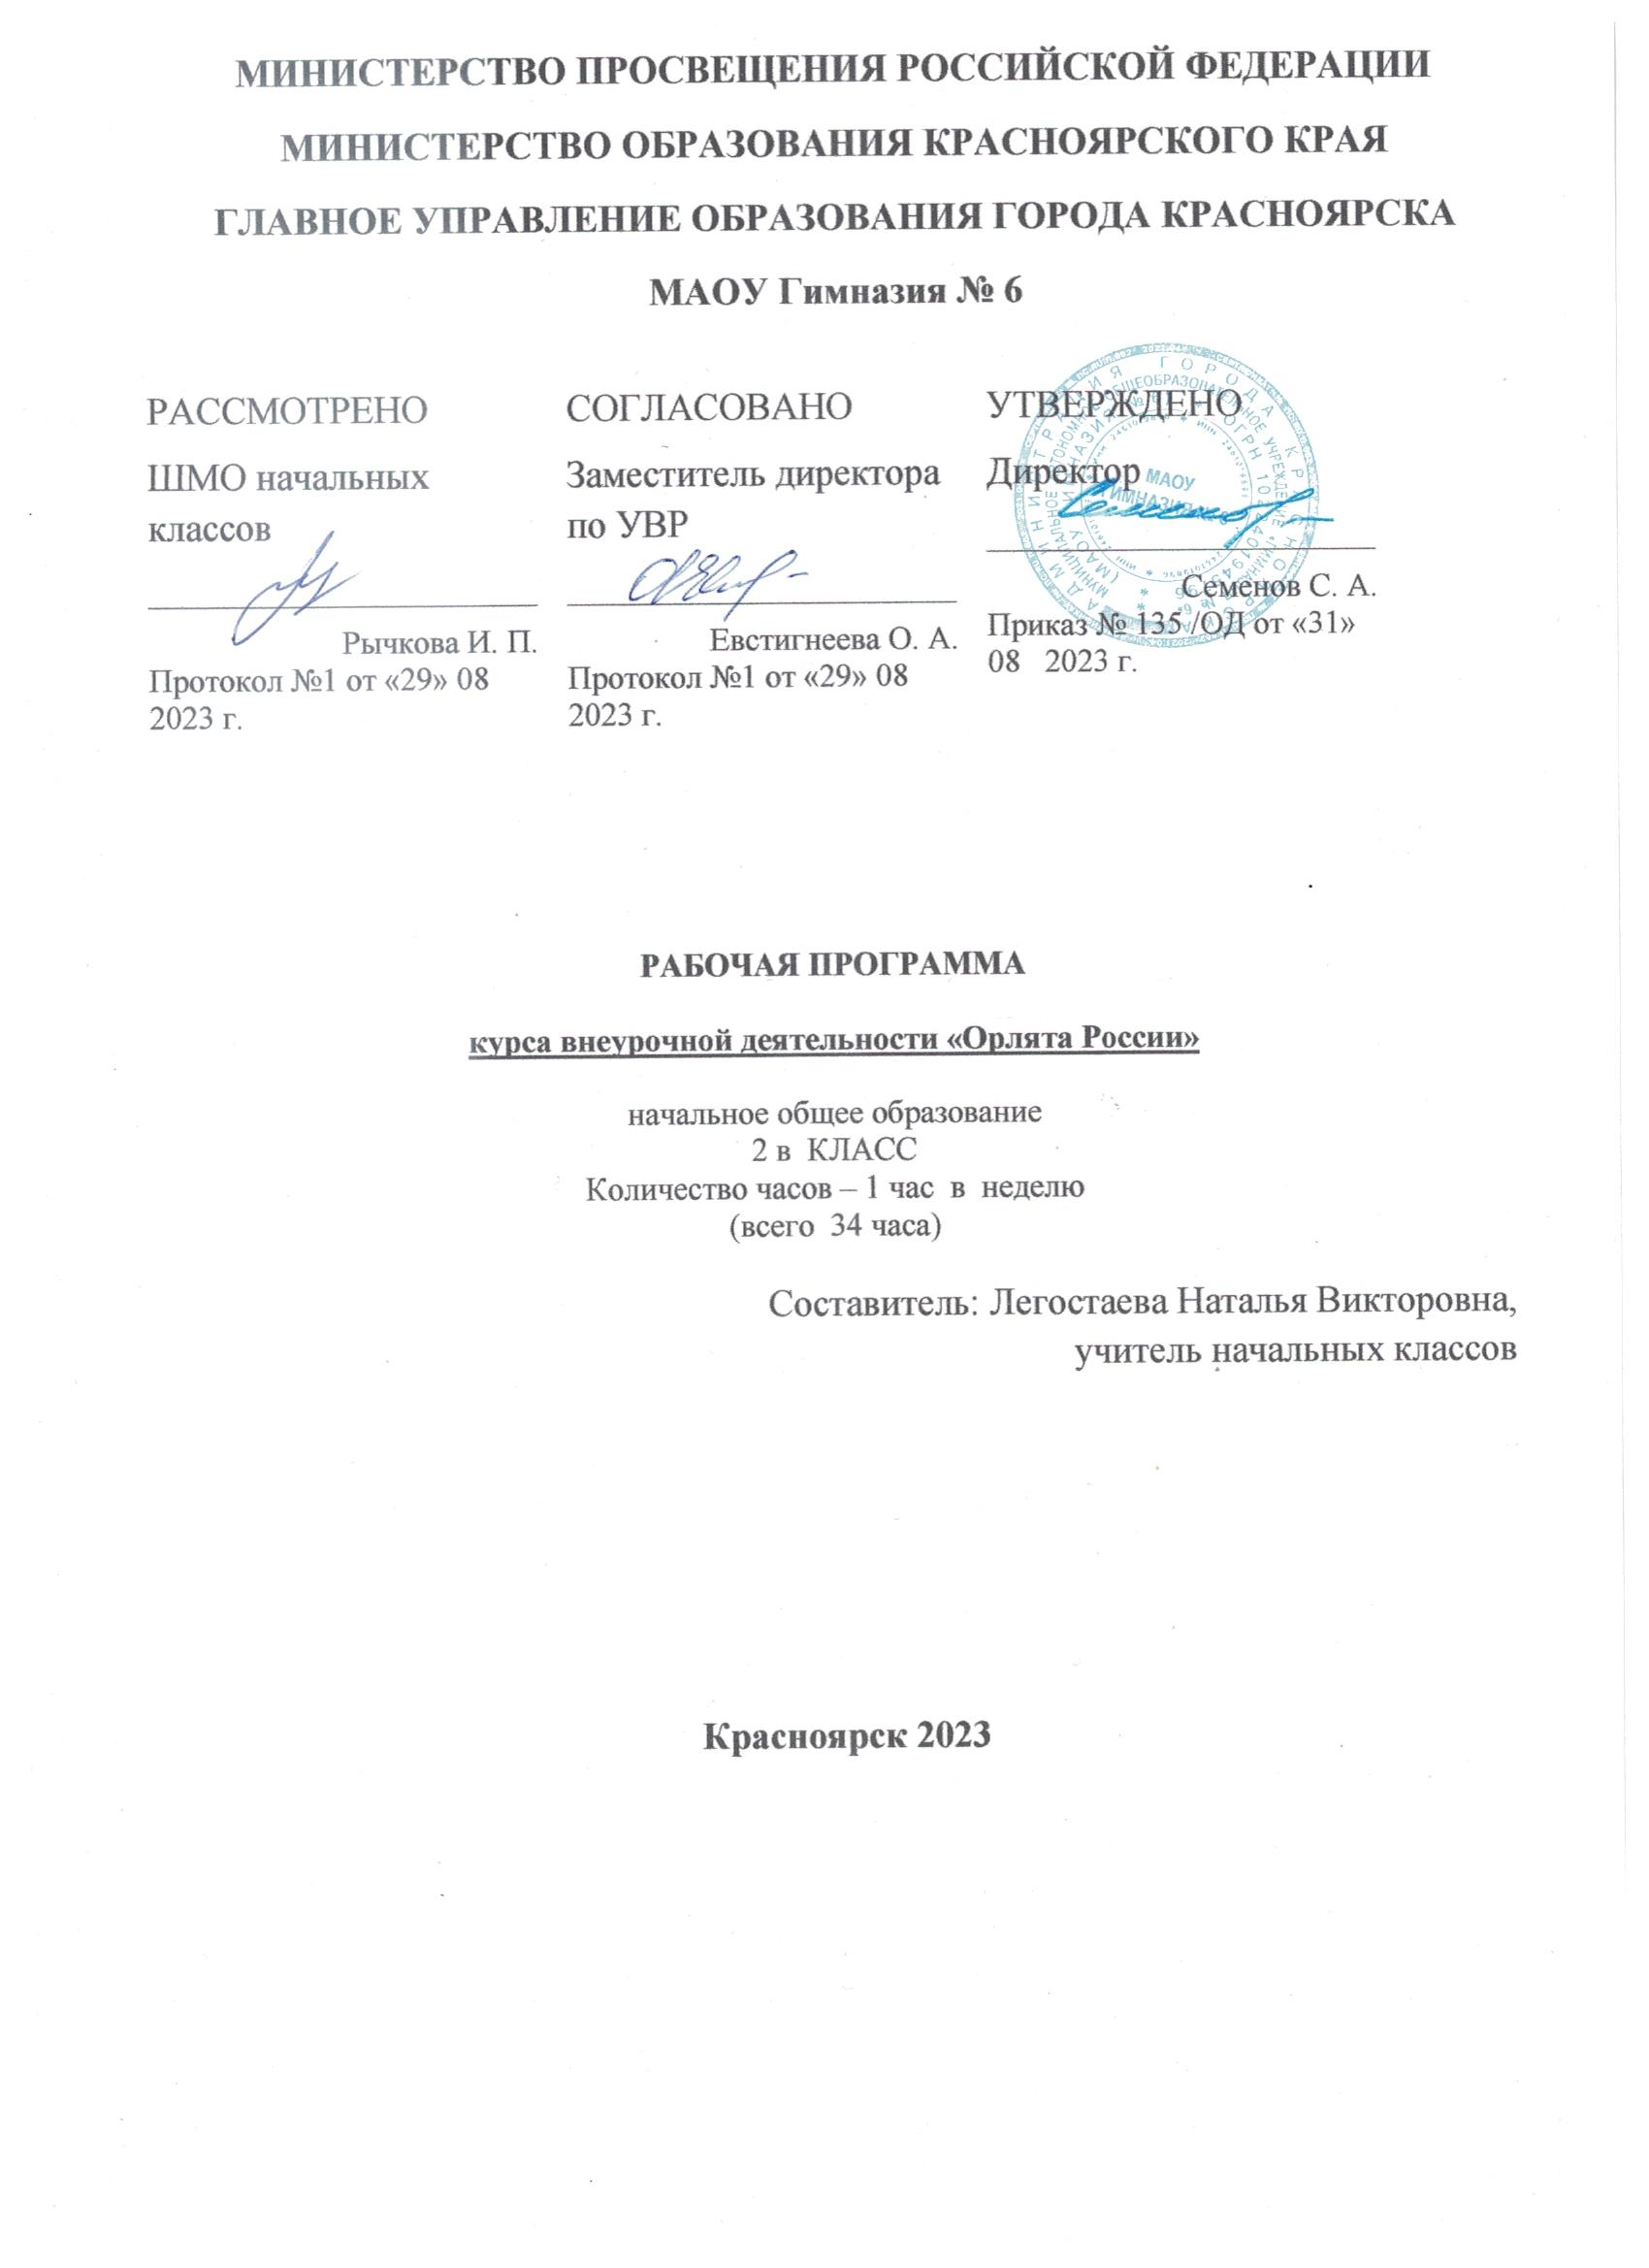 МИНИСТЕРСТВО ПРОСВЕЩЕНИЯ РОССИЙСКОЙ ФЕДЕРАЦИИ
МИНИСТЕРСТВО ОБРАЗОВАНИЯ КРАСНОЯРСКОГО КРАЯ
ГЛАВНОЕ УПРАВЛЕНИЕ ОБРАЗОВАНИЯ ГОРОДА КРАСНОЯРСКА
МАОУ Гимназия № 6
РАССМОТРЕНО
ШМО начальных
классов
Рычкова И. П.
Протокол №1 от «29» 08
2023 г.
СОГЛАСОВАНО
Заместитель директора
по УВР
Евстигнеева О. А.
Протокол №1 от «29» 08
2023 г.
УТВЕРЖДЕНО
Директор
Семенов С. А.
Приказ № 135 /ОД от «31»
08 2023 г.
МАОУ
РАБОЧАЯ ПРОГРАММА
курса внеурочной деятельности «Орлята России»
начальное общее образование
2 в КЛАСС
Количество часов – 1 час в неделю
(всего 34 часа)
Составитель: Легостаева Наталья Викторовна,
учитель начальных классов
Красноярск 2023